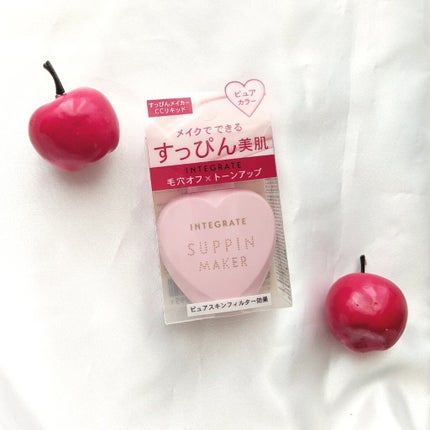 すっぴんメイカー
CCリキッド
ピュア
カラー
メイクでできる
すっぴん美肌
INTEGRATE
毛穴オフ×トーンアップ
INTEGRATE
SUPPIN
MAKER
ピュアスキンフィルター効果